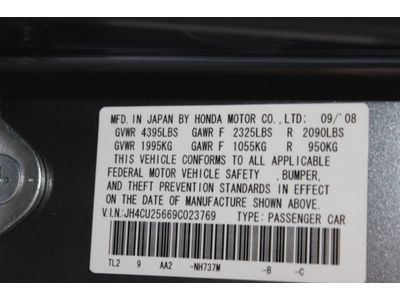 MFD.IN JAPAN BY HONDA MOTOR CO.,LTD: 09/'08
GVWR 4395LBS GAWR F 2325LBS R 2090LBS
GVWR 1995KG GAWR F 1055KG R 950KG
THIS VEHICLE CONFORMS TO ALL APPLICABLE
FEDERAL MOTOR VEHICLE SAFETY ,BUMPER,
AND THEFT PREVENTION STANDARDS IN EFFECT
ON THE DATE OF MANUFACTURE SHOWN ABOVE.
V.I.N:JH4CU25669C023769 TYPE: PASSENGER CAR
TL2 9 AA2 -NH737M -B -C